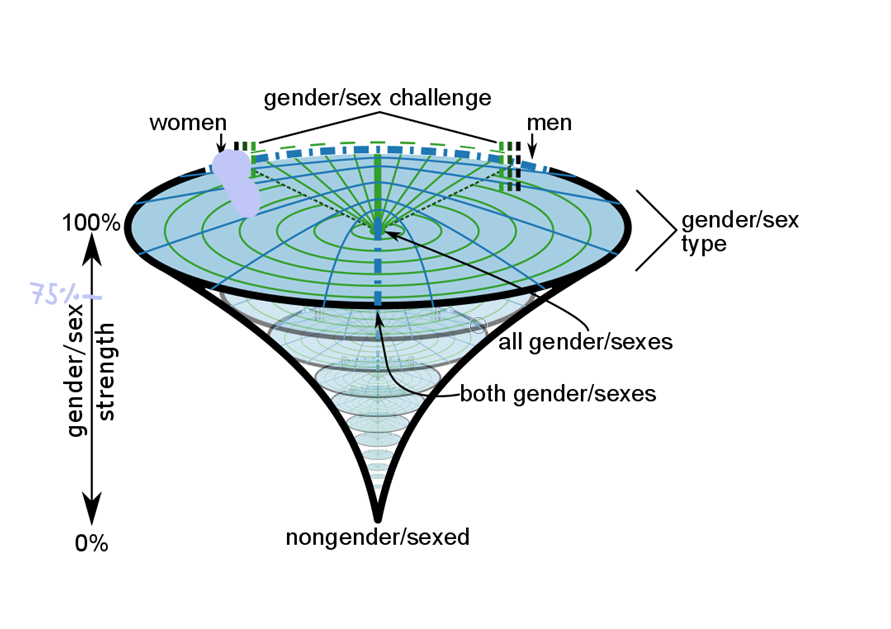 gender/sex challenge
women
men
100%
gender/sex
type
75%
gender/sex
strength
all gender/sexes
both gender/sexes
nongender/sexed
0%